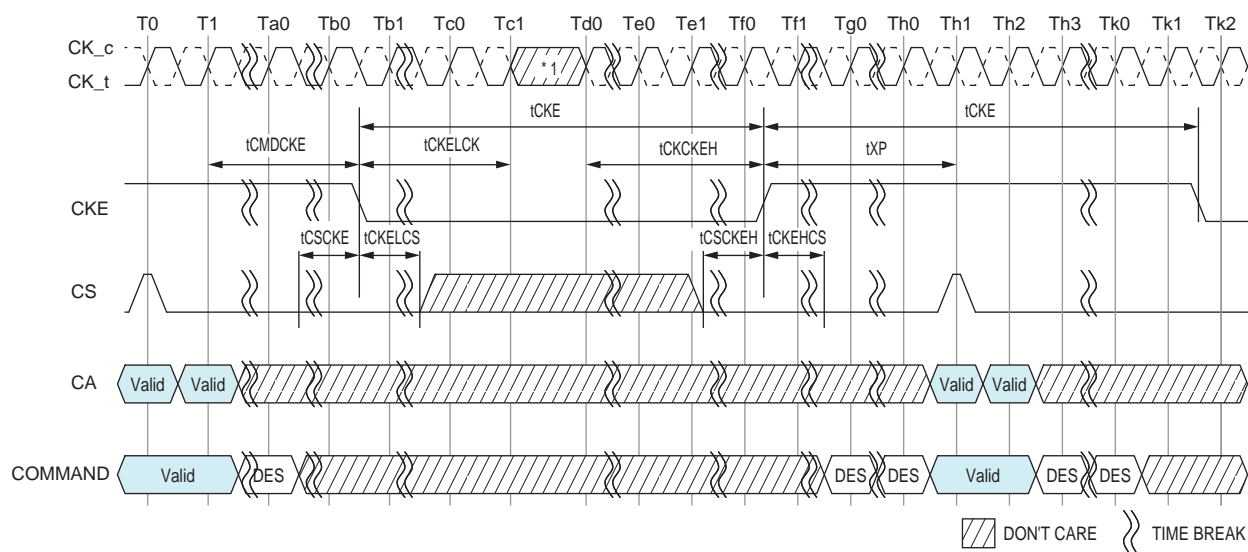 T0 T1 Ta0 Tb0 Tb1 Tc0 Tc1 Td0 Te0 Te1 Tf0 Tf1 Tg0 Th0 Th1 Th2 Th3 Tk0 Tk1 Tk2
CK_c
CK_t
* 1
tCKE tCKE
tCMDCKE tCKELCK tCKCKEH tXP
CKE
tCSCKE tCKELCS tCSCKEH tCKEHCS
CS
CA Valid Valid Valid Valid
COMMAND Valid DES DES DES Valid DES DES
DON'T CARE TIME BREAK